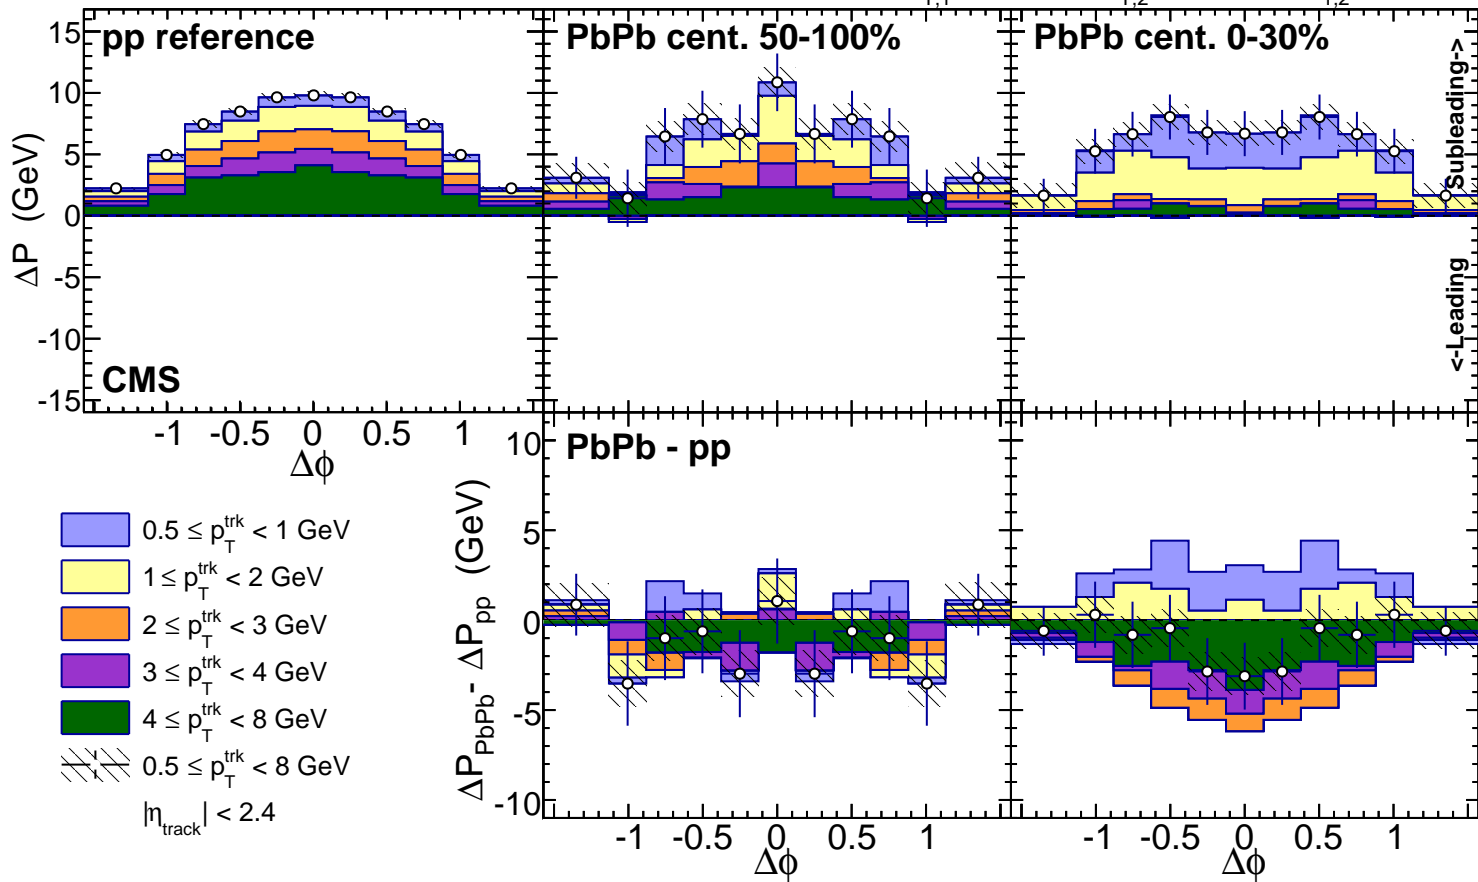 pp reference
PbPb cent. 50-100%
PbPb cent. 0-30%
15
10
5
0
-5
-10
-15
ΔP (GeV)
CMS
Subleading->
<-Leading
-1 -0.5 0 0.5 1
Δϕ
PbPb - pp
10
5
0
-5
-10
ΔP_PbPb - ΔP_pp (GeV)
0.5 ≤ p_T^trk < 1 GeV
1 ≤ p_T^trk < 2 GeV
2 ≤ p_T^trk < 3 GeV
3 ≤ p_T^trk < 4 GeV
4 ≤ p_T^trk < 8 GeV
0.5 ≤ p_T^trk < 8 GeV
|η_track| < 2.4
-1 -0.5 0 0.5 1
Δϕ
-1 -0.5 0 0.5 1
Δϕ